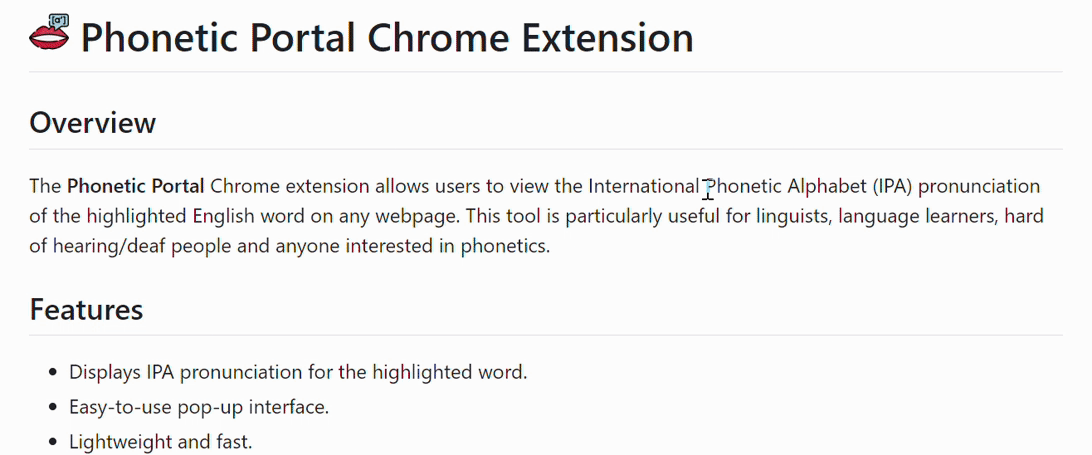 Phonetic Portal Chrome Extension
Overview
The Phonetic Portal Chrome extension allows users to view the International Phonetic Alphabet (IPA) pronunciation
of the highlighted English word on any webpage. This tool is particularly useful for linguists, language learners, hard
of hearing/deaf people and anyone interested in phonetics.
Features
Displays IPA pronunciation for the highlighted word.
Easy-to-use pop-up interface.
Lightweight and fast.